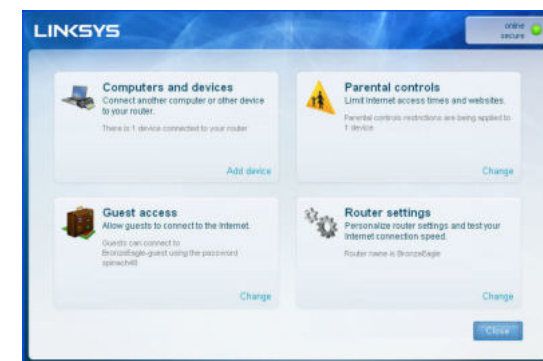 LINKSYS
online
secure
Computers and devices
Connect another computer or other device
to your router.
There is 1 device connected to your router
Add device
Parental controls
Limit Internet access times and websites.
Parental controls restrictions are being applied to
1 device
Change
Guest access
Allow guests to connect to the Internet.
Guests can connect to
BronzeEagle-guest using the password
spinach48
Change
Router settings
Personalize router settings and test your
Internet connection speed.
Router name is BronzeEagle
Change
Close